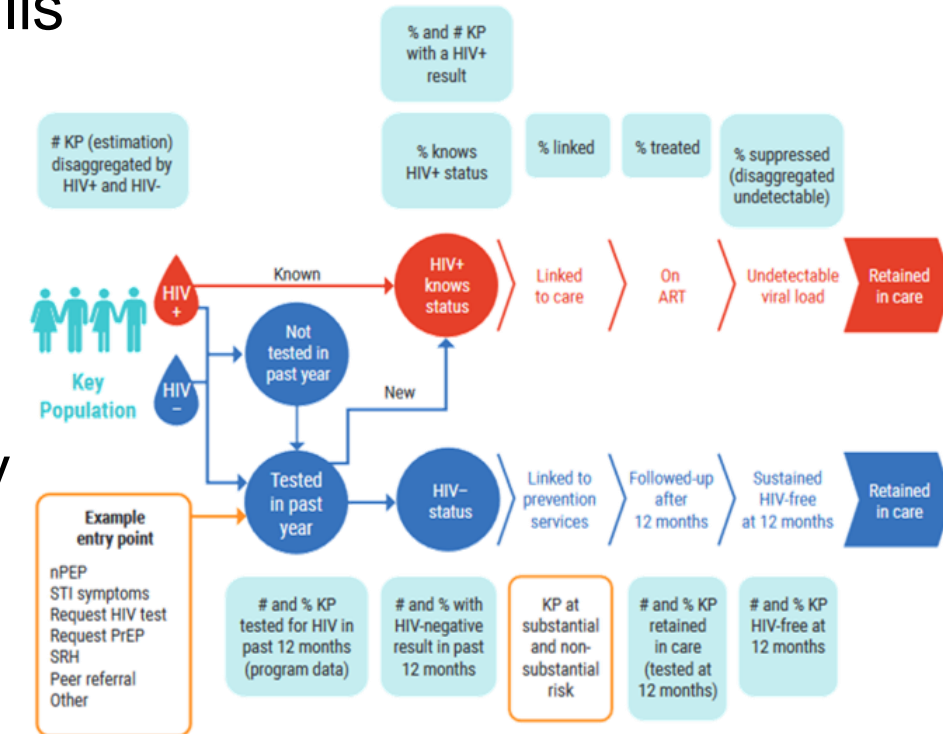 % and # KP
with a HIV+
result
# KP (estimation)
disaggregated by
HIV+ and HIV-
% knows
HIV+ status
% linked
% treated
% suppressed
(disaggregated
undetectable)
HIV
+
Known
HIV+
knows
status
Linked
to care
On
ART
Undetectable
viral load
Retained
in care
Not
tested in
past year
Key
Population
HIV
–
New
Tested
in past
year
HIV–
status
Linked to
prevention
services
Followed-up
after
12 months
Sustained
HIV-free
at 12 months
Retained
in care
Example
entry point
nPEP
STI symptoms
Request HIV test
Request PrEP
SRH
Peer referral
Other
# and % KP
tested for HIV in
past 12 months
(program data)
# and % with
HIV-negative
result in past
12 months
KP at
substantial
and non-
substantial
risk
# and % KP
retained
in care
(tested at
12 months)
# and % KP
HIV-free at
12 months